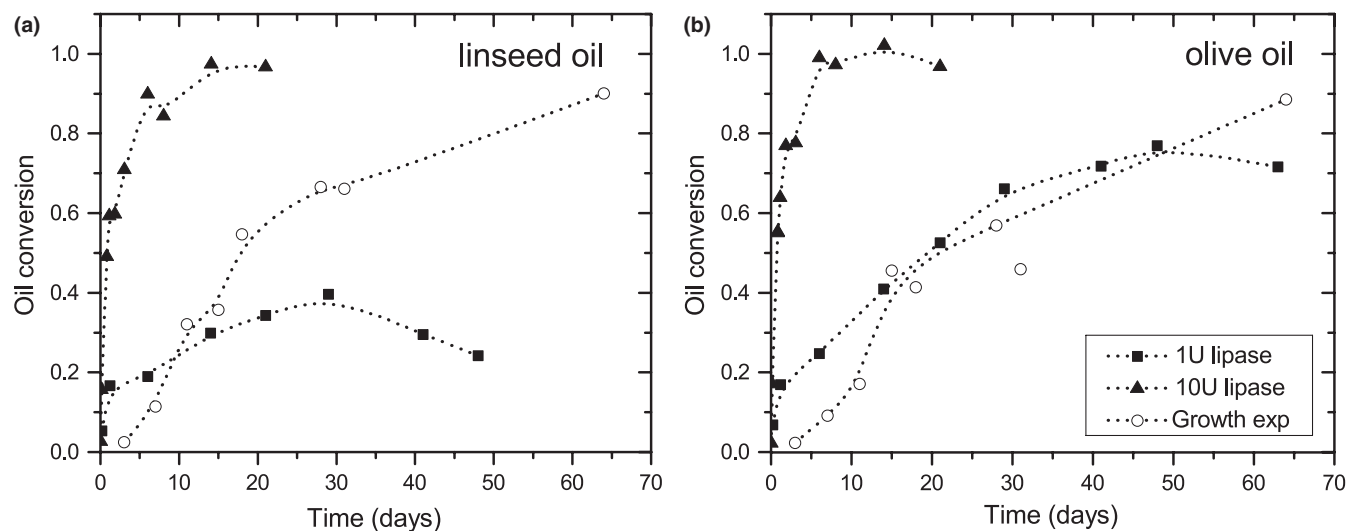 (a)
linseed oil
Oil conversion
1.0
0.8
0.6
0.4
0.2
0.0
0 10 20 30 40 50 60 70
Time (days)
(b)
olive oil
Oil conversion
1.0
0.8
0.6
0.4
0.2
0.0
1U lipase
10U lipase
Growth exp
0 10 20 30 40 50 60 70
Time (days)